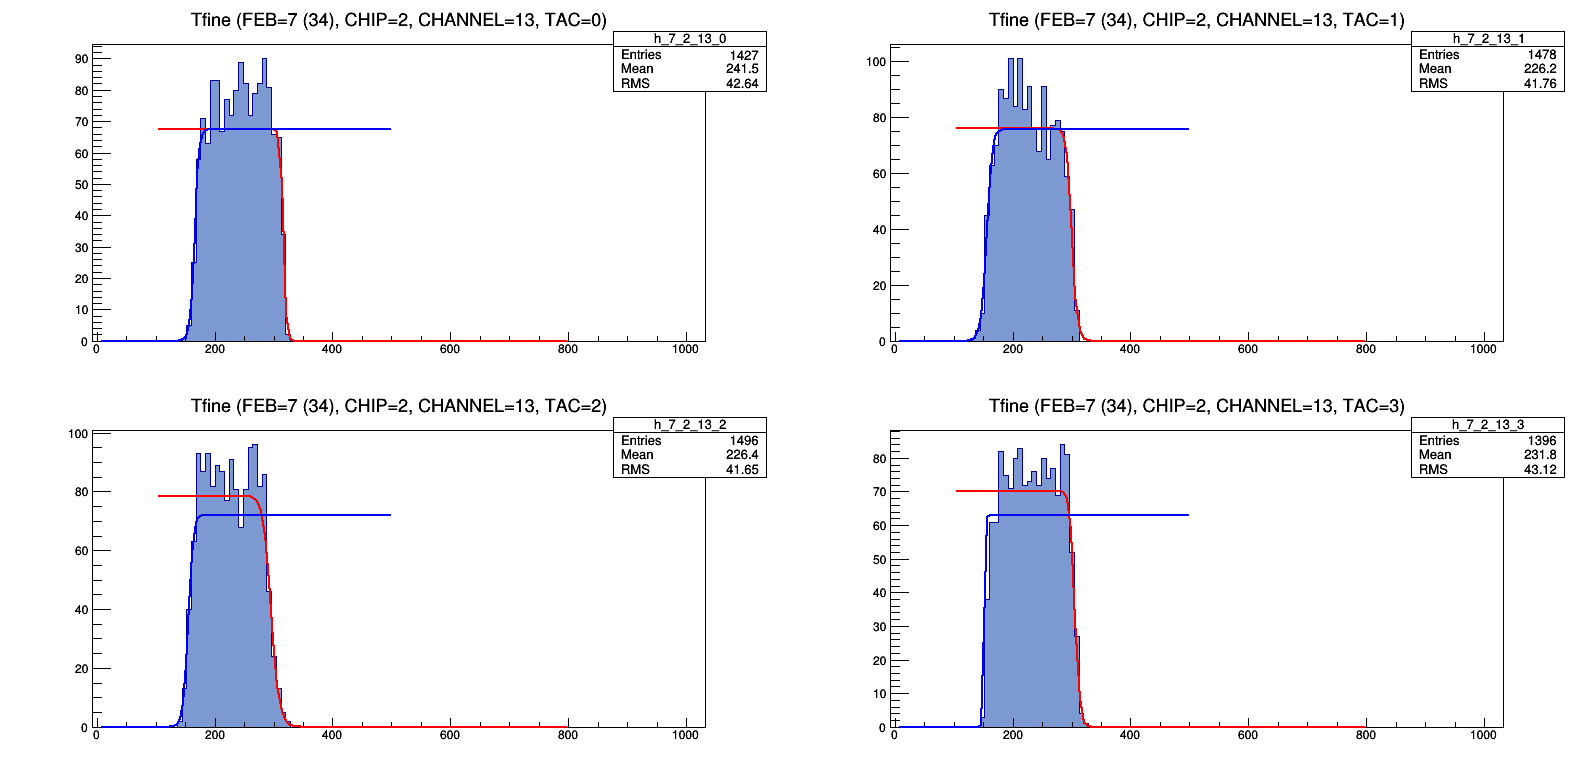 Tfine (FEB=7 (34), CHIP=2, CHANNEL=13, TAC=0)
h_7_2_13_0
Entries 1427
Mean 241.5
RMS 42.64
90
80
70
60
50
40
30
20
10
0
0 200 400 600 800 1000
Tfine (FEB=7 (34), CHIP=2, CHANNEL=13, TAC=1)
h_7_2_13_1
Entries 1478
Mean 226.2
RMS 41.76
100
80
60
40
20
0
0 200 400 600 800 1000
Tfine (FEB=7 (34), CHIP=2, CHANNEL=13, TAC=2)
h_7_2_13_2
Entries 1496
Mean 226.4
RMS 41.65
100
80
60
40
20
0
0 200 400 600 800 1000
Tfine (FEB=7 (34), CHIP=2, CHANNEL=13, TAC=3)
h_7_2_13_3
Entries 1396
Mean 231.8
RMS 43.12
80
70
60
50
40
30
20
10
0
0 200 400 600 800 1000